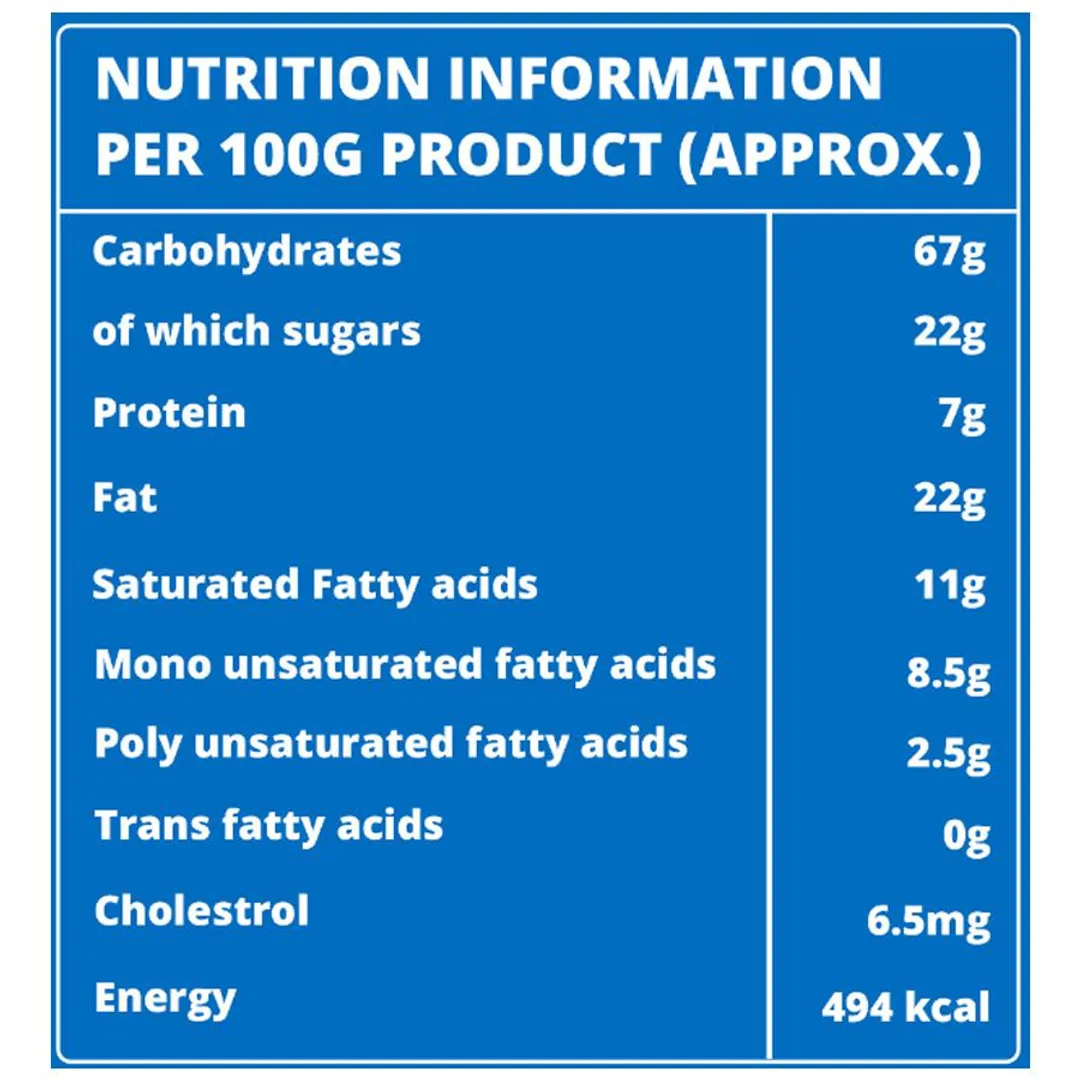 NUTRITION INFORMATION
PER 100G PRODUCT (APPROX.)
Carbohydrates 67g
of which sugars 22g
Protein 7g
Fat 22g
Saturated Fatty acids 11g
Mono unsaturated fatty acids 8.5g
Poly unsaturated fatty acids 2.5g
Trans fatty acids 0g
Cholestrol 6.5mg
Energy 494 kcal